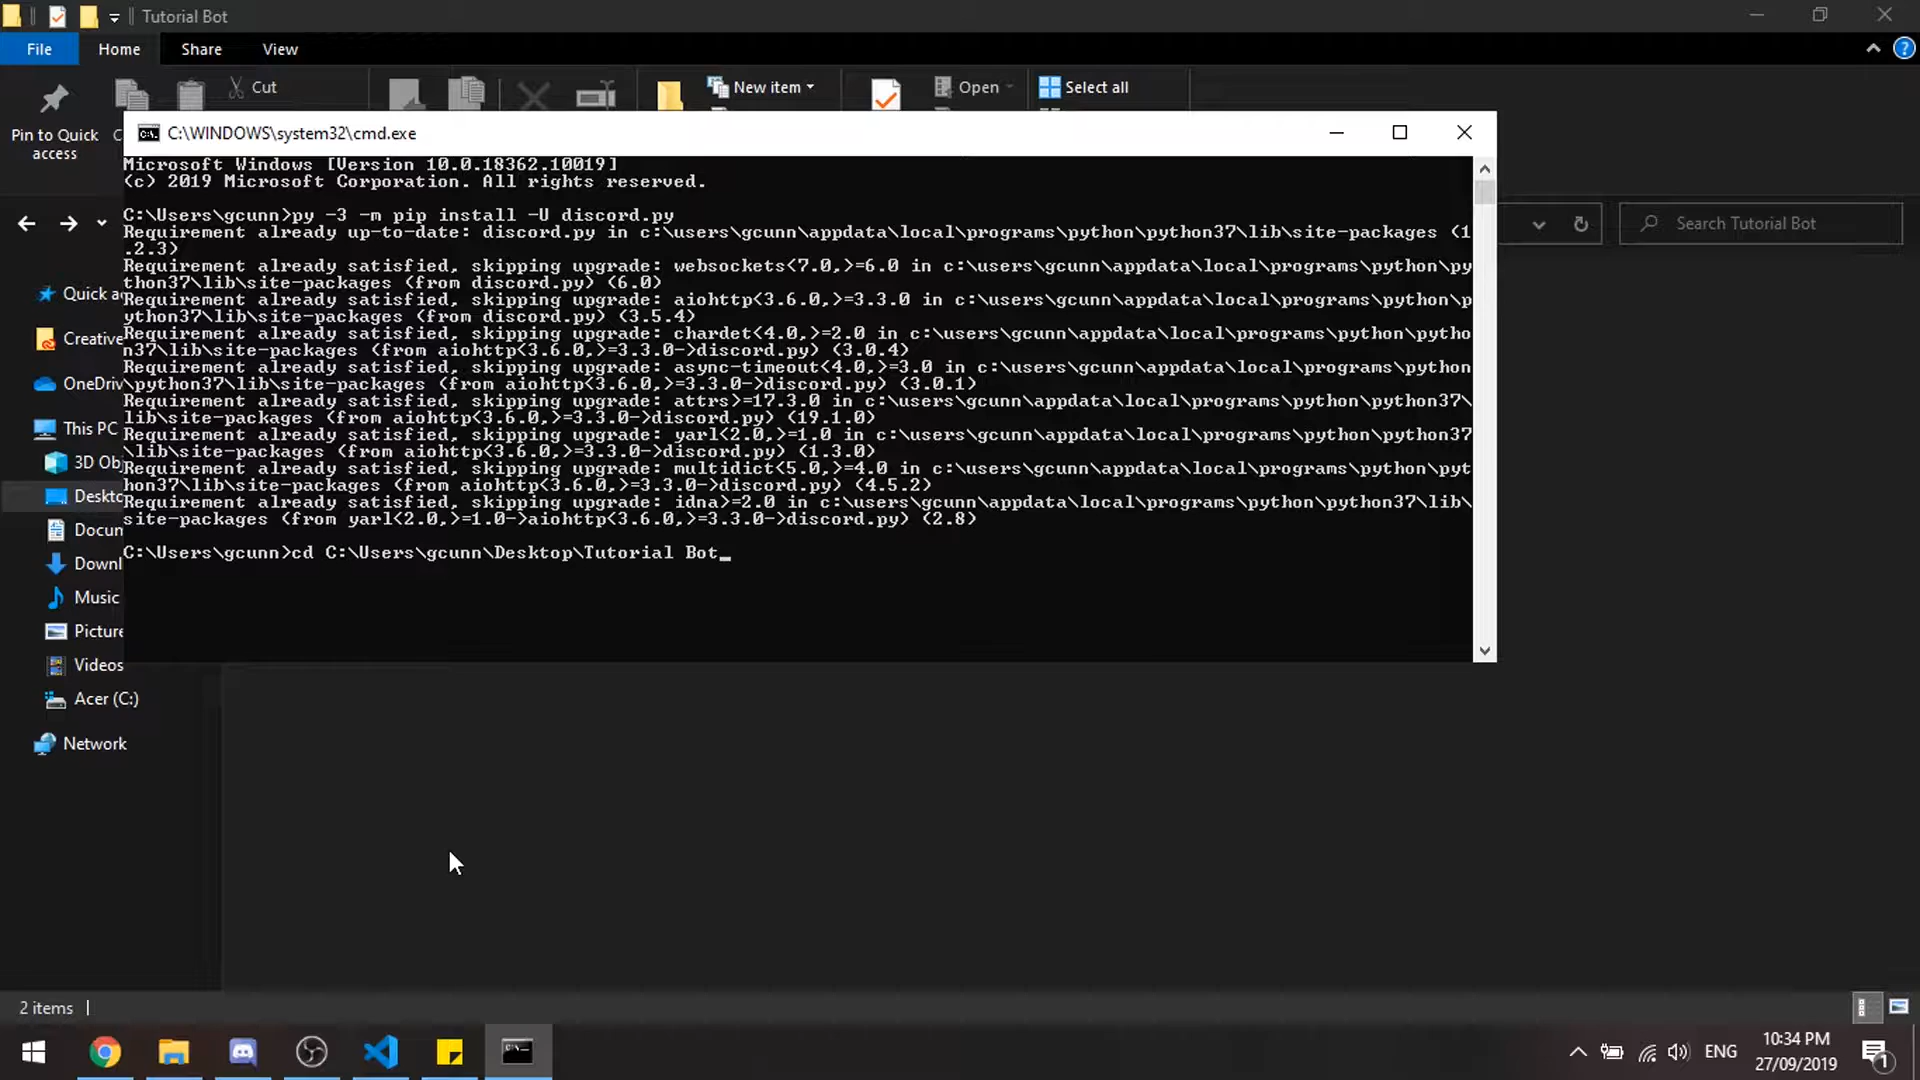 Tutorial Bot
File Home Share View
Cut
New item
Open
Select all
Pin to Quick access
C:\WINDOWS\system32\cmd.exe
Microsoft Windows [Version 10.0.18362.10019]
(c) 2019 Microsoft Corporation. All rights reserved.
C:\Users\gcunn>py -3 -m pip install -U discord.py
Requirement already up-to-date: discord.py in c:\users\gcunn\appdata\local\programs\python\python37\lib\site-packages (1
.2.3)
Requirement already satisfied, skipping upgrade: websockets<7.0,>=6.0 in c:\users\gcunn\appdata\local\programs\python\py
thon37\lib\site-packages (from discord.py) (6.0)
Requirement already satisfied, skipping upgrade: aiohttp<3.6.0,>=3.3.0 in c:\users\gcunn\appdata\local\programs\python\p
ython37\lib\site-packages (from discord.py) (3.5.4)
Requirement already satisfied, skipping upgrade: chardet<4.0,>=2.0 in c:\users\gcunn\appdata\local\programs\python\pytho
n37\lib\site-packages (from aiohttp<3.6.0,>=3.3.0->discord.py) (3.0.4)
Requirement already satisfied, skipping upgrade: async-timeout<4.0,>=3.0 in c:\users\gcunn\appdata\local\programs\python
\python37\lib\site-packages (from aiohttp<3.6.0,>=3.3.0->discord.py) (3.0.1)
Requirement already satisfied, skipping upgrade: attrs>=17.3.0 in c:\users\gcunn\appdata\local\programs\python\python37\
lib\site-packages (from aiohttp<3.6.0,>=3.3.0->discord.py) (19.1.0)
Requirement already satisfied, skipping upgrade: yarl<2.0,>=1.0 in c:\users\gcunn\appdata\local\programs\python\python37
\lib\site-packages (from aiohttp<3.6.0,>=3.3.0->discord.py) (1.3.0)
Requirement already satisfied, skipping upgrade: multidict<5.0,>=4.0 in c:\users\gcunn\appdata\local\programs\python\pyt
hon37\lib\site-packages (from aiohttp<3.6.0,>=3.3.0->discord.py) (4.5.2)
Requirement already satisfied, skipping upgrade: idna>=2.0 in c:\users\gcunn\appdata\local\programs\python\python37\lib\
site-packages (from yarl<2.0,>=1.0->aiohttp<3.6.0,>=3.3.0->discord.py) (2.8)
C:\Users\gcunn>cd C:\Users\gcunn\Desktop\Tutorial Bot_
Search Tutorial Bot
Quick a
Creative
OneDriv
This PC
3D Obj
Deskto
Docum
Downl
Music
Picture
Videos
Acer (C:)
Network
2 items
ENG
10:34 PM
27/09/2019
1